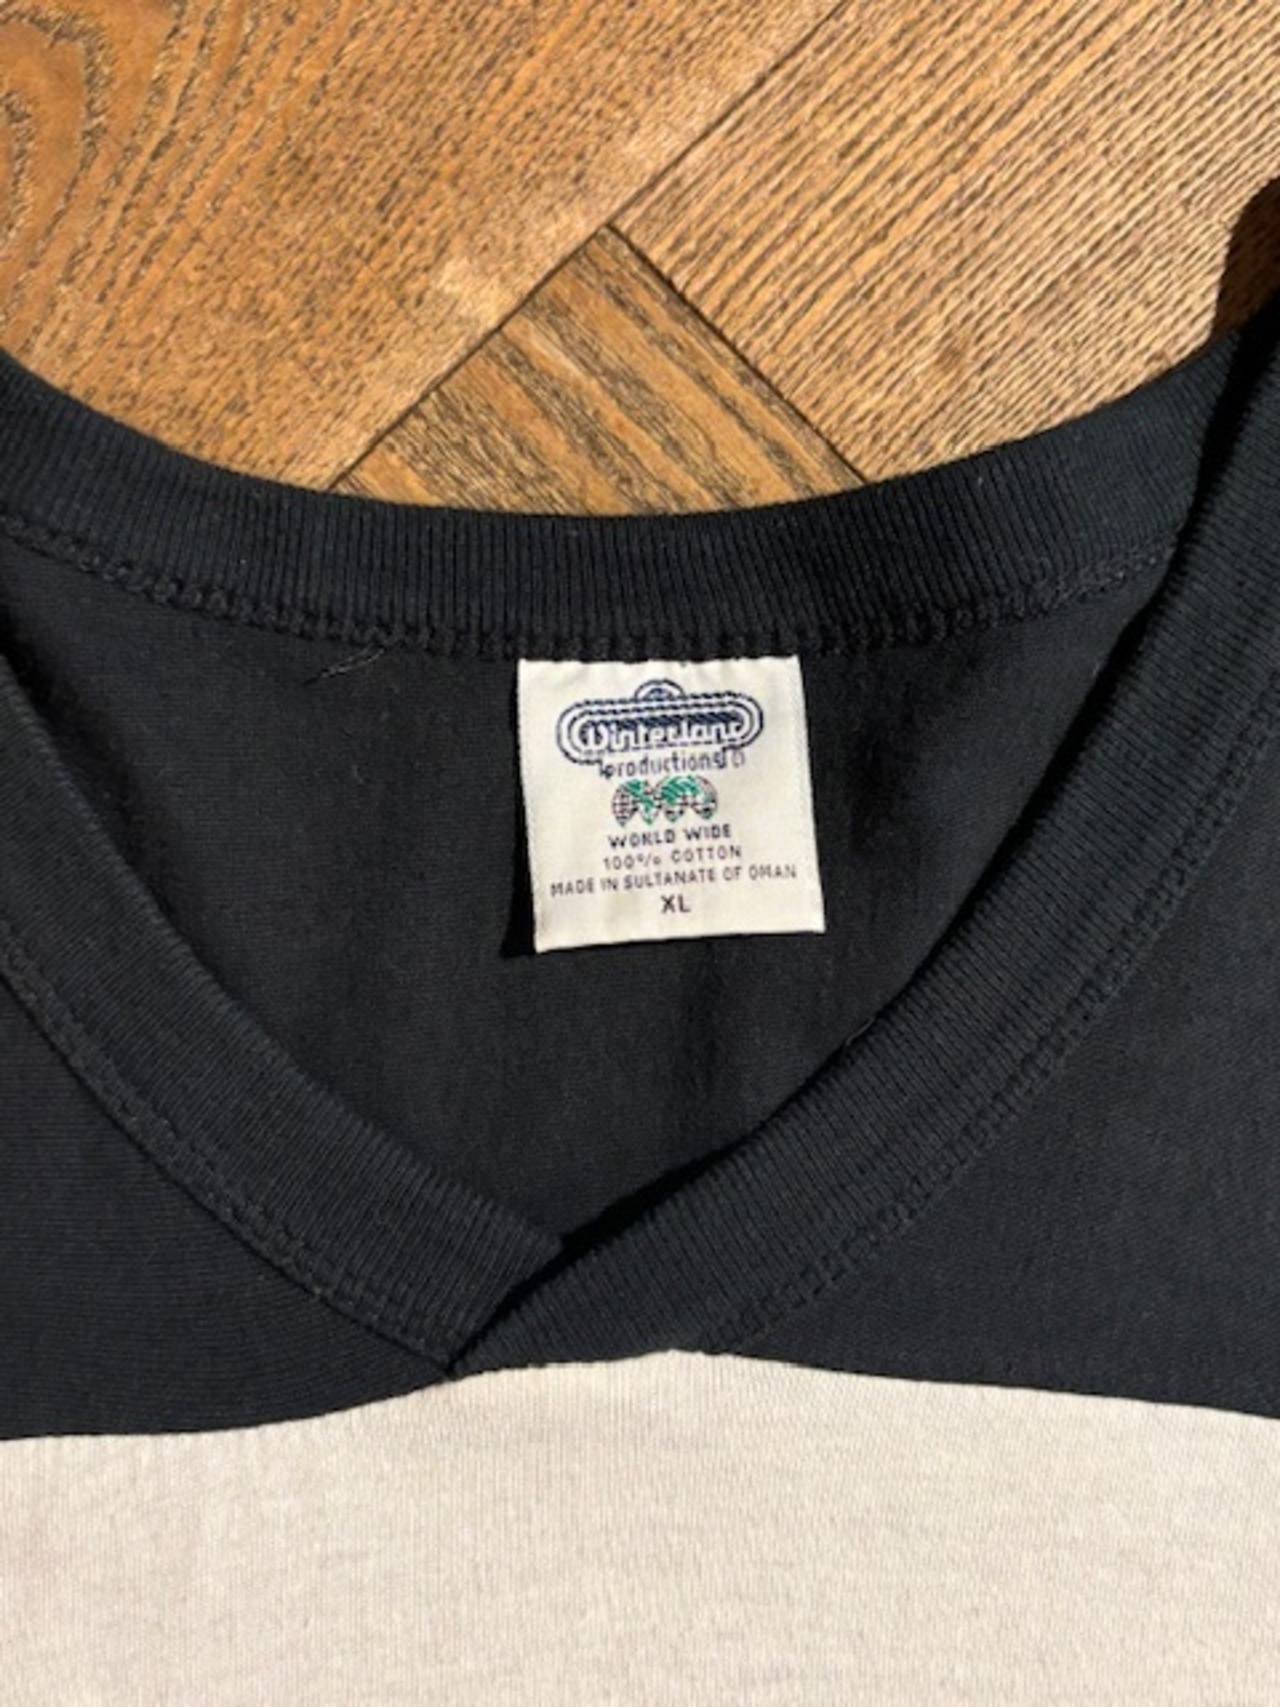 Winterland
productions
WORLD WIDE
100% COTTON
MADE IN SULTANATE OF OMAN
XL